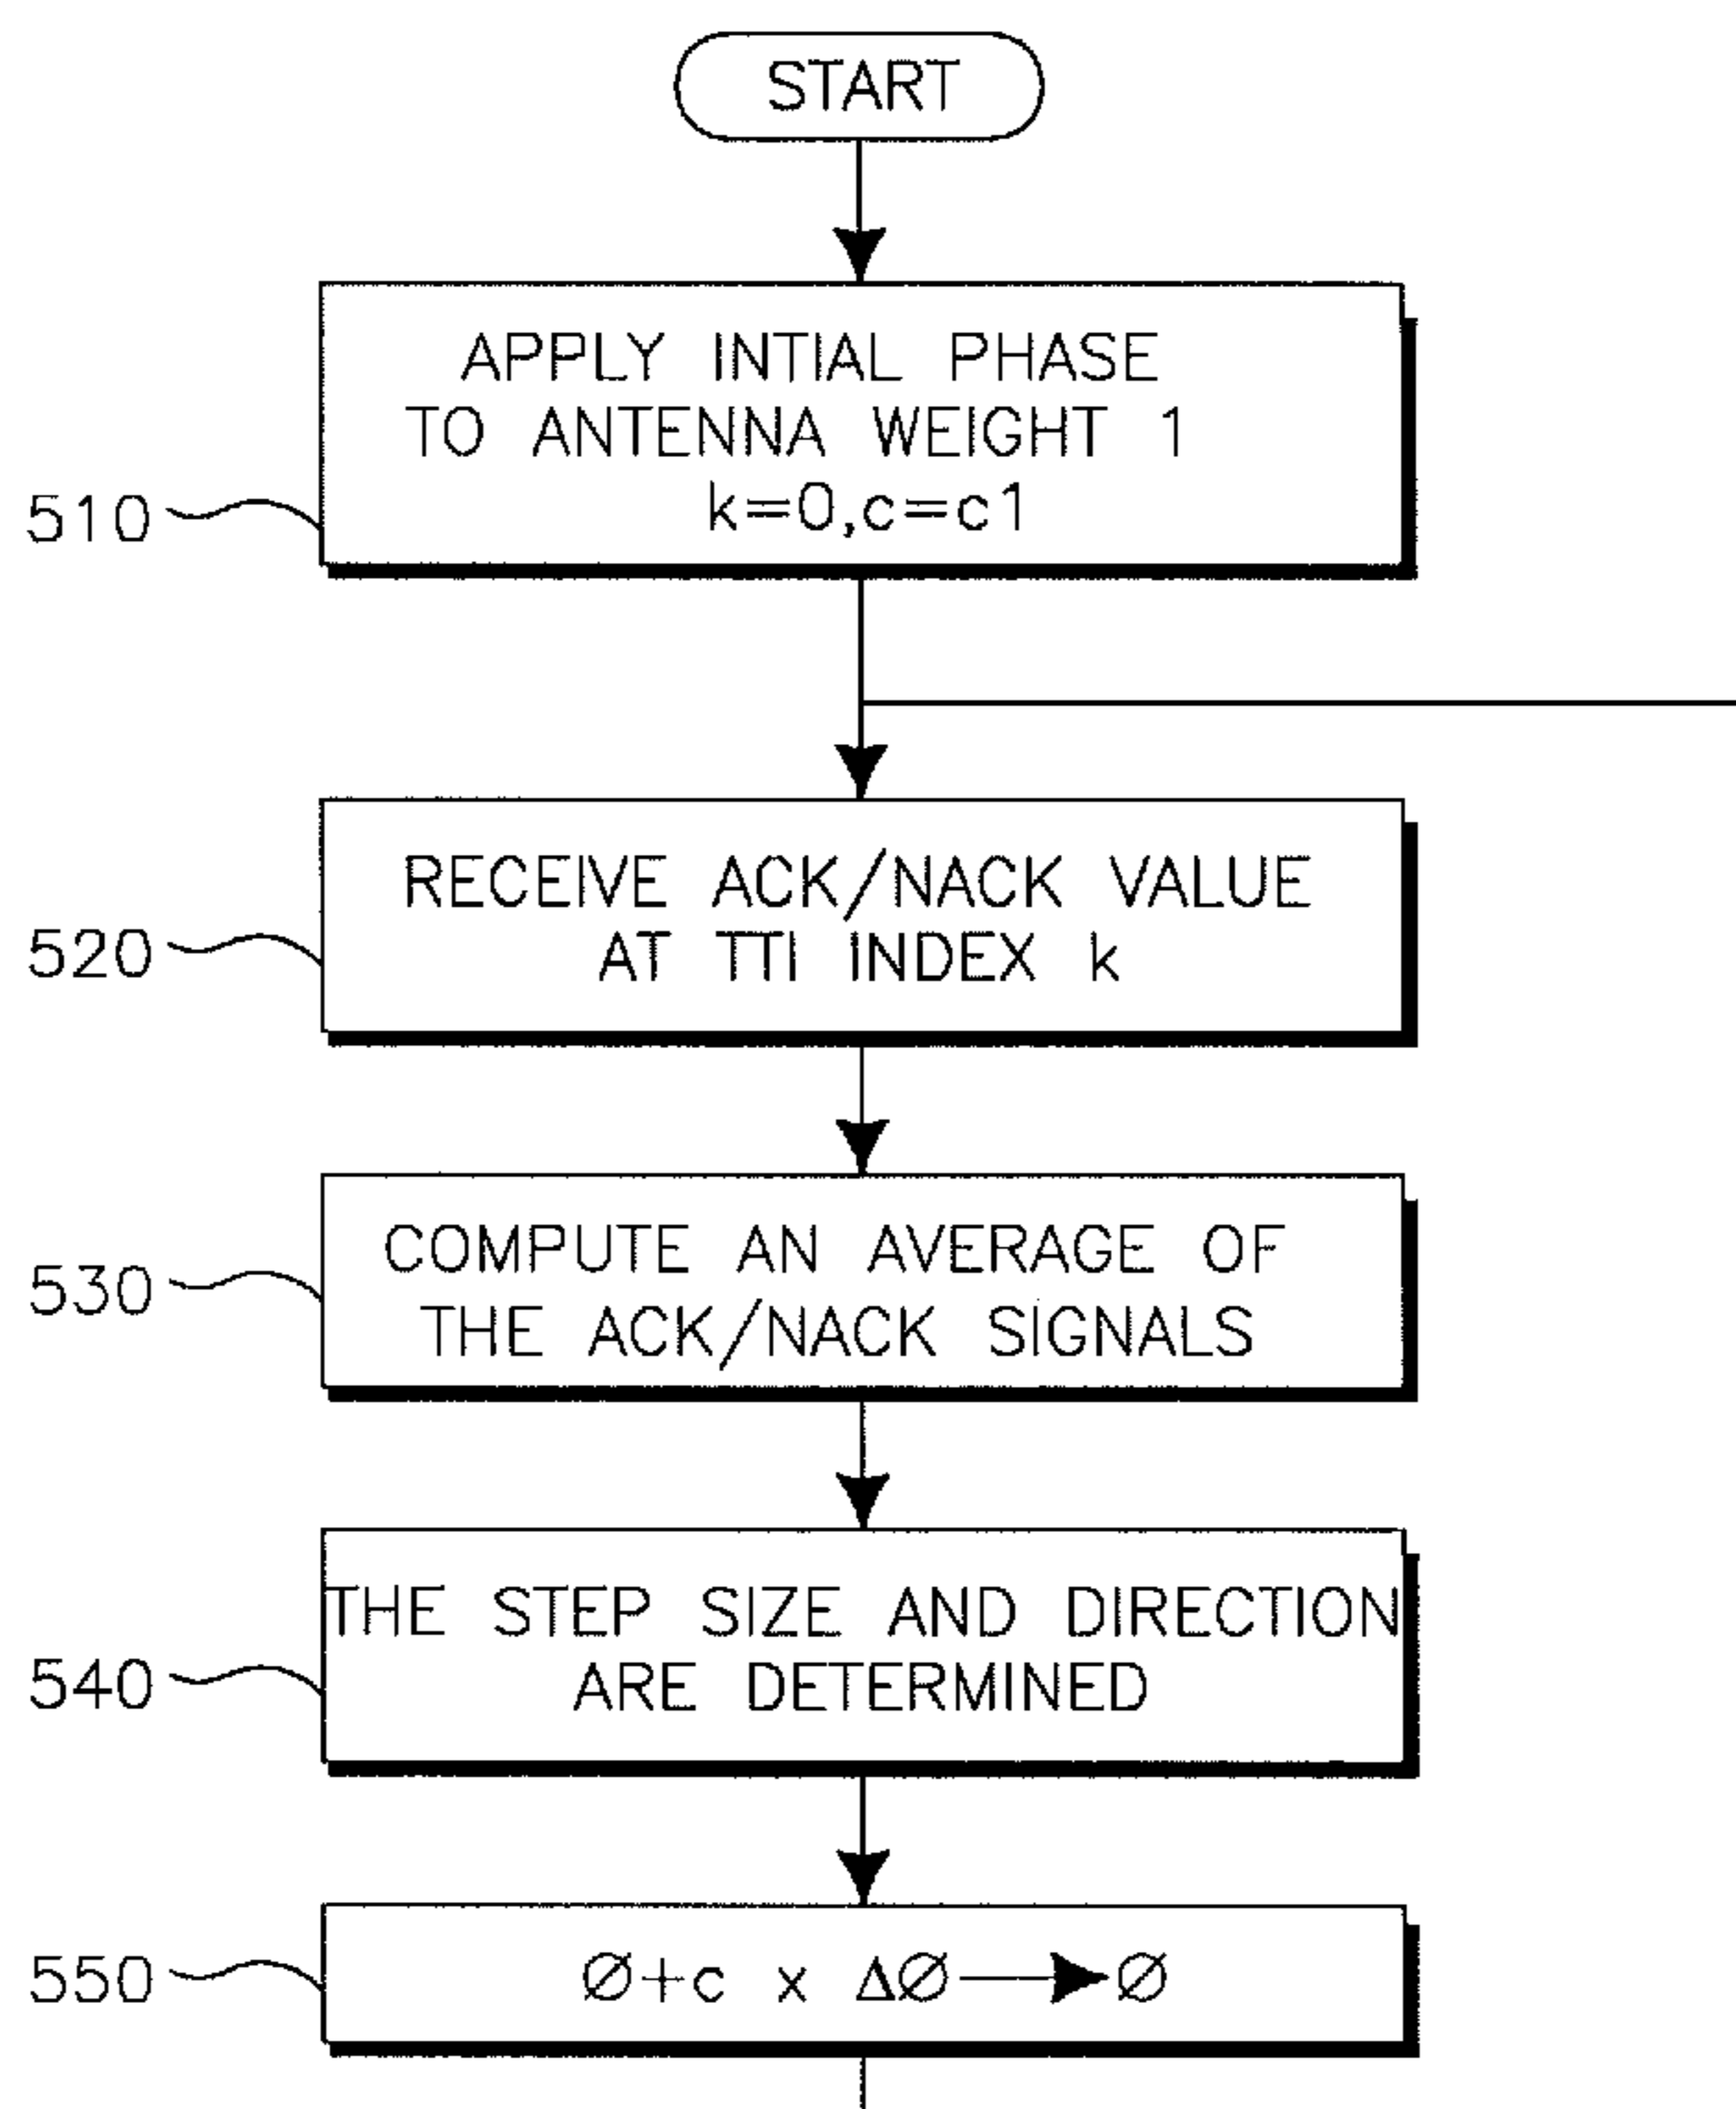 START
APPLY INTIAL PHASE
TO ANTENNA WEIGHT 1
k=0,c=c1
510
RECEIVE ACK/NACK VALUE
AT TTI INDEX k
520
COMPUTE AN AVERAGE OF
THE ACK/NACK SIGNALS
530
THE STEP SIZE AND DIRECTION
ARE DETERMINED
540
550
Ø+c x ΔØ→Ø